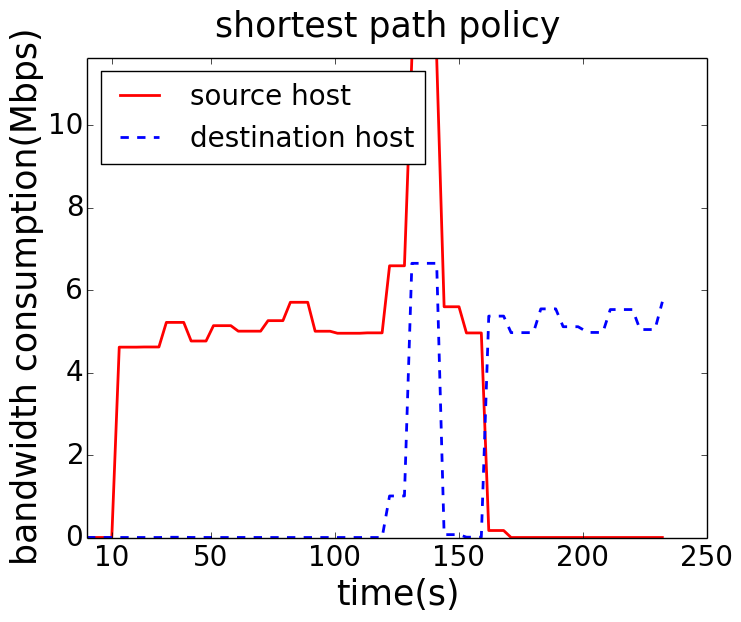 shortest path policy
source host
destination host
bandwidth consumption(Mbps)
10
8
6
4
2
0
10 50 100 150 200 250
time(s)